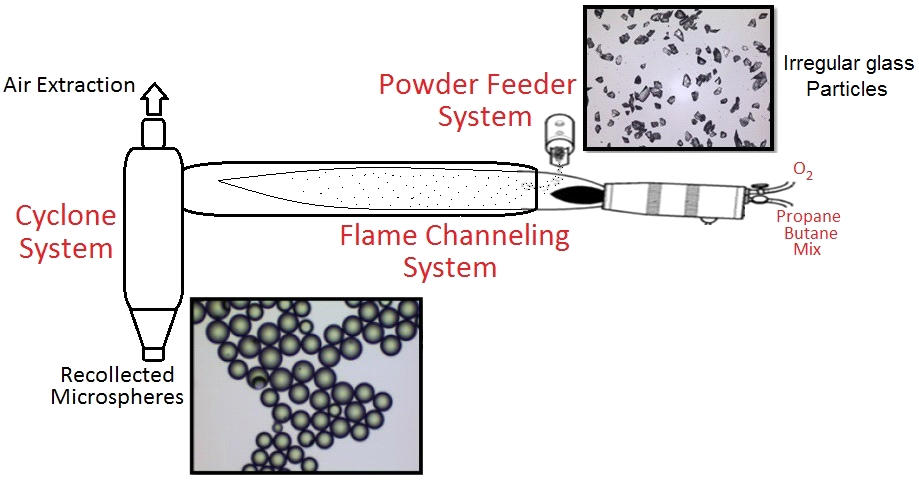 Air Extraction
Powder Feeder
System
Irregular glass
Particles
O2
Propane
Butane
Mix
Cyclone
System
Flame Channeling
System
Recollected
Microspheres